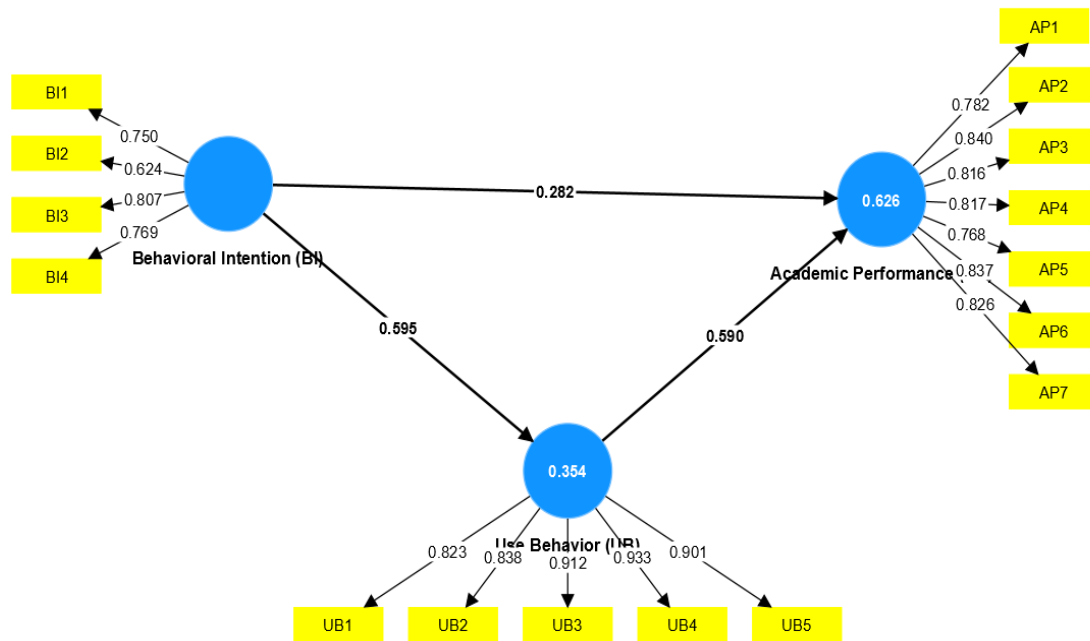 AP1
BI1
AP2
0.782
0.750
0.840
BI2
AP3
0.624
0.816
0.282
0.626
0.807
0.817
BI3
AP4
0.769
0.768
Behavioral Intention (BI)
BI4
Academic Performance
AP5
0.837
0.826
0.595
0.590
AP6
AP7
0.354
Use Behavior (UB)
0.823
0.838
0.912
0.933
0.901
UB1
UB2
UB3
UB4
UB5